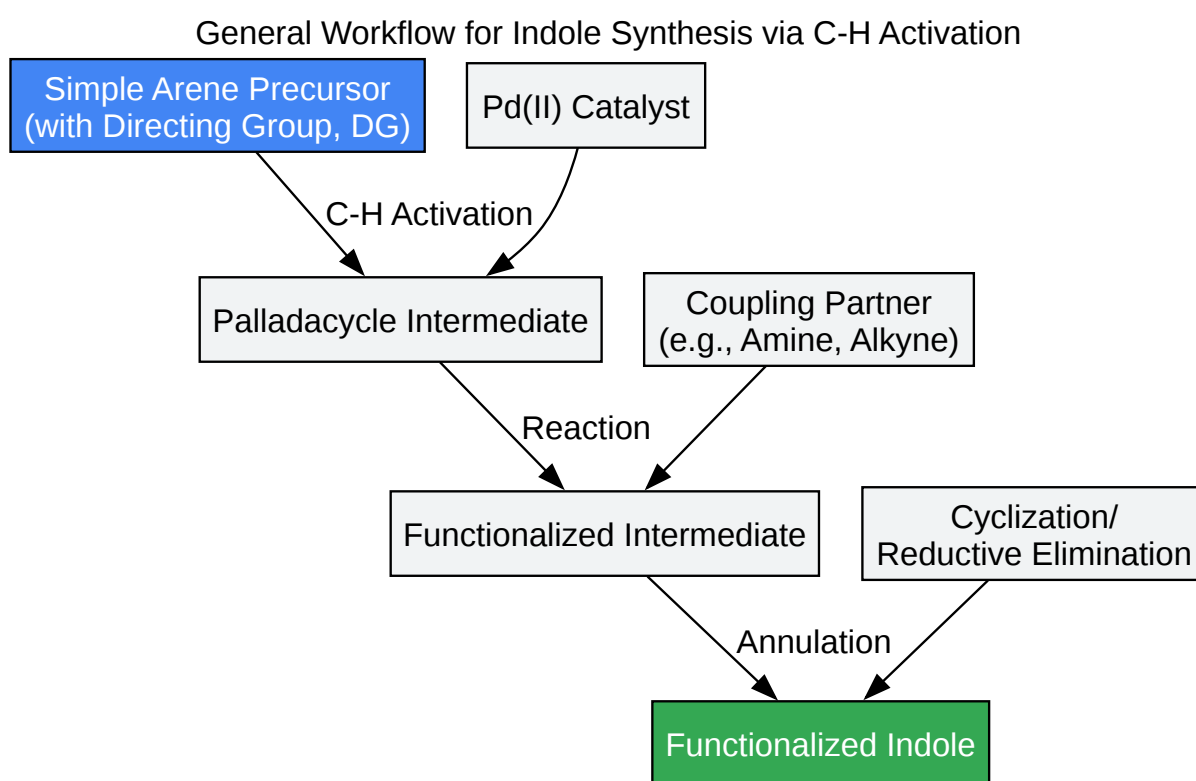 General Workflow for Indole Synthesis via C-H Activation
Simple Arene Precursor
(with Directing Group, DG)
Pd(II) Catalyst
C-H Activation
Palladacycle Intermediate
Coupling Partner
(e.g., Amine, Alkyne)
Reaction
Functionalized Intermediate
Cyclization/
Reductive Elimination
Annulation
Functionalized Indole